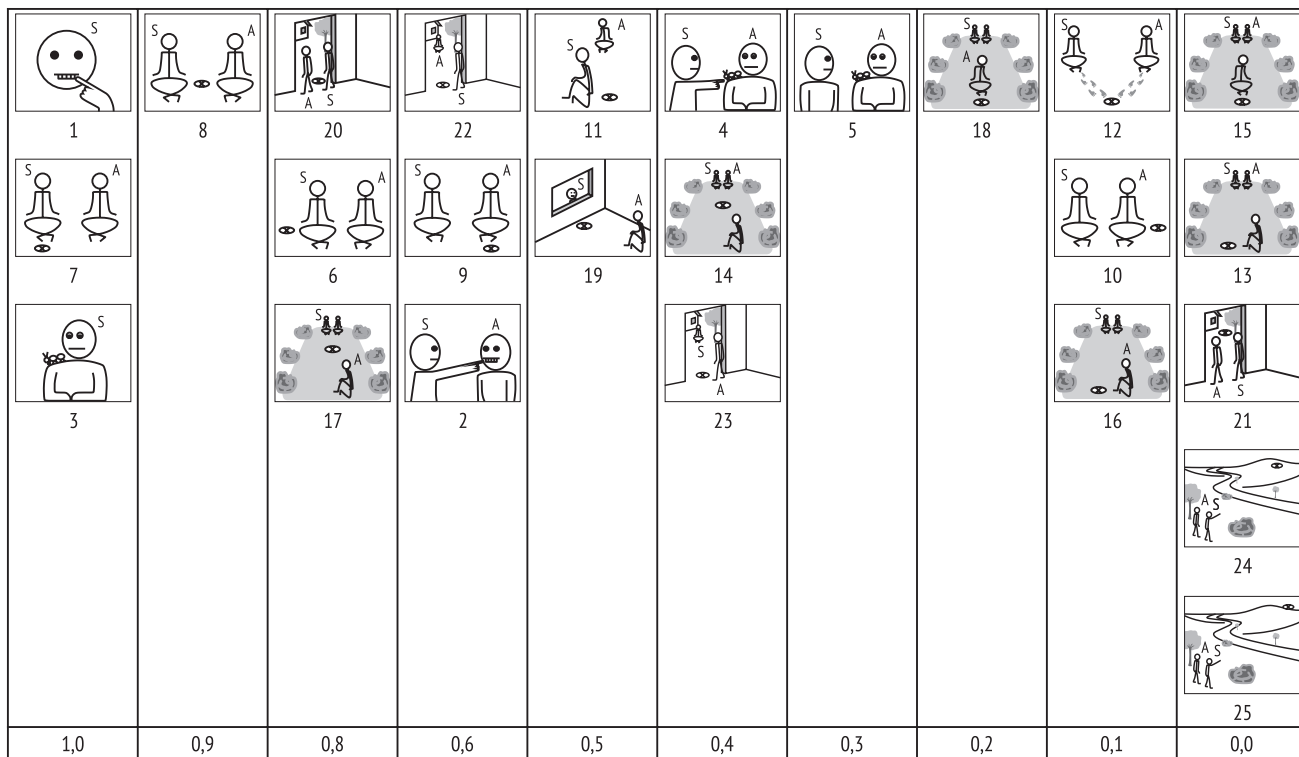 S S A A S A S S A S A S A S A S A S A
1 8 20 22 11 4 5 18 12 15
S A S A S A S A S A S A S A
7 6 9 19 14 10 13
S S A S A S A S A A S
3 17 2 23 16 21
A S
24
A S
25
1,0 0,9 0,8 0,6 0,5 0,4 0,3 0,2 0,1 0,0